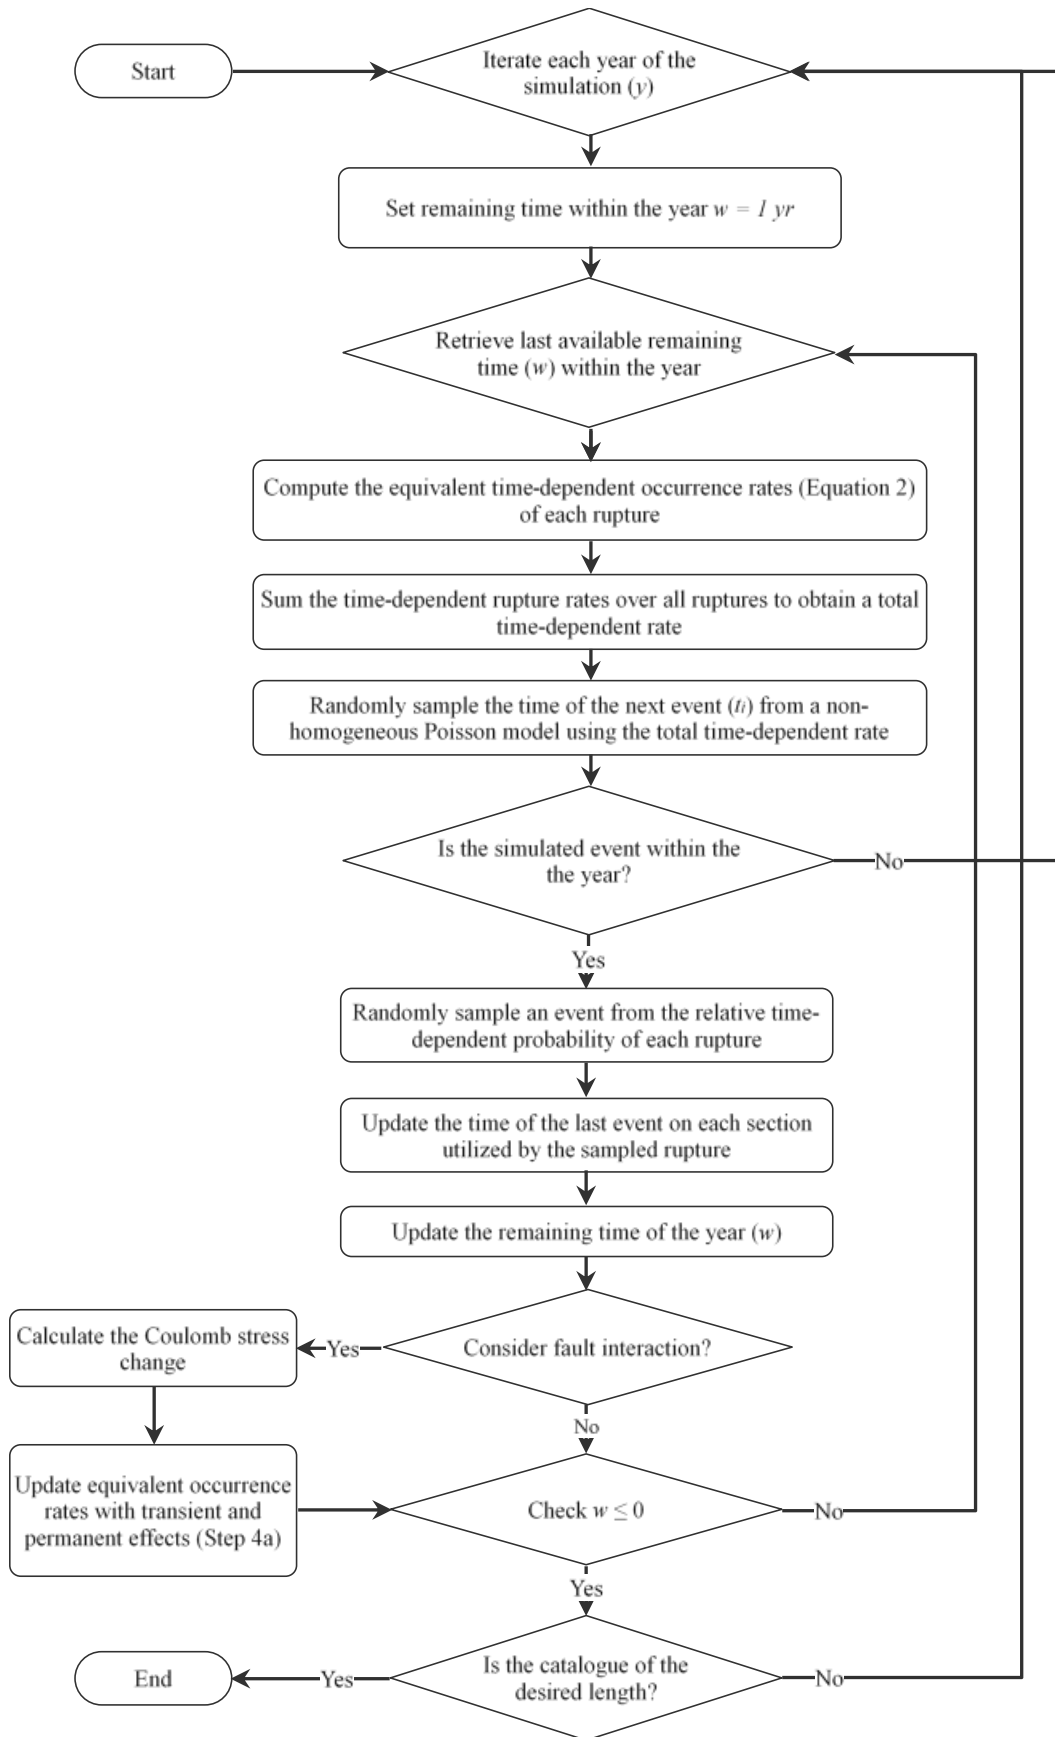 Start
Iterate each year of the
simulation (y)
Set remaining time within the year w = 1 yr
Retrieve last available remaining
time (w) within the year
Compute the equivalent time-dependent occurrence rates (Equation 2)
of each rupture
Sum the time-dependent rupture rates over all ruptures to obtain a total
time-dependent rate
Randomly sample the time of the next event (ti) from a non-
homogeneous Poisson model using the total time-dependent rate
Is the simulated event within the
the year?
No
Yes
Randomly sample an event from the relative time-
dependent probability of each rupture
Update the time of the last event on each section
utilized by the sampled rupture
Update the remaining time of the year (w)
Consider fault interaction?
Yes
Calculate the Coulomb stress
change
No
Update equivalent occurrence
rates with transient and
permanent effects (Step 4a)
Check w ≤ 0
No
Yes
Is the catalogue of the
desired length?
No
Yes
End